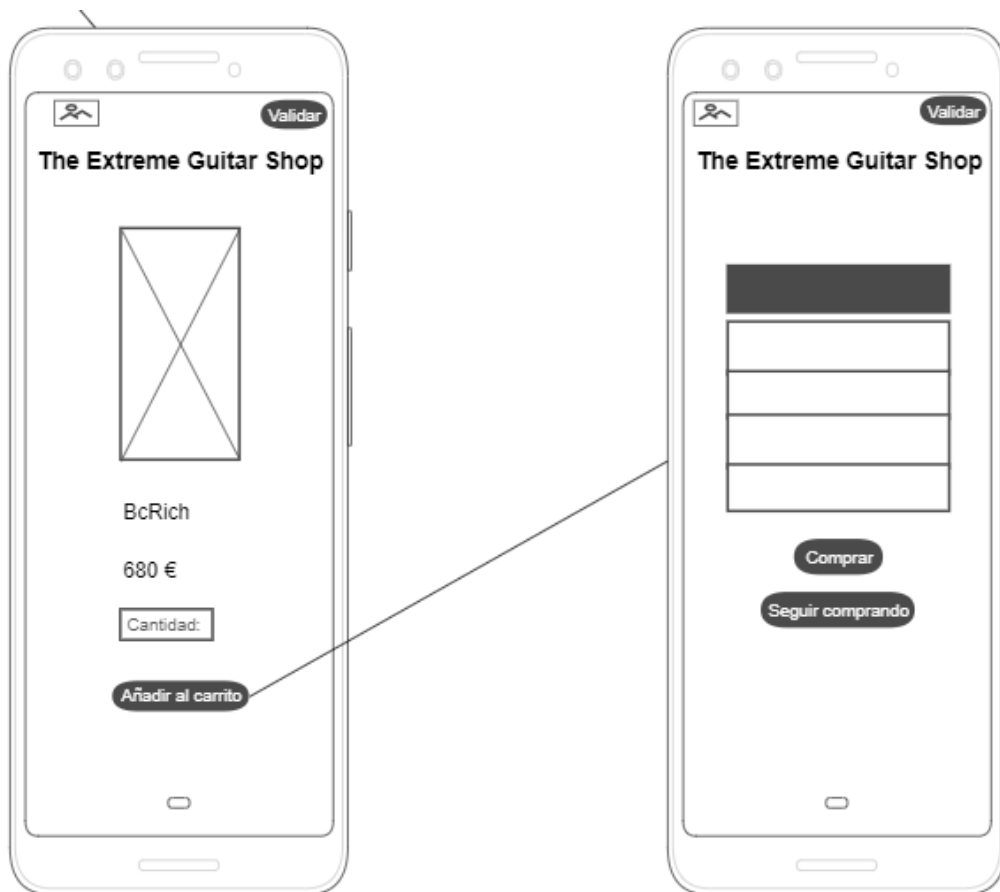 Validar
The Extreme Guitar Shop
BcRich
680 €
Cantidad:
Añadir al carrito
Validar
The Extreme Guitar Shop
Comprar
Seguir comprando